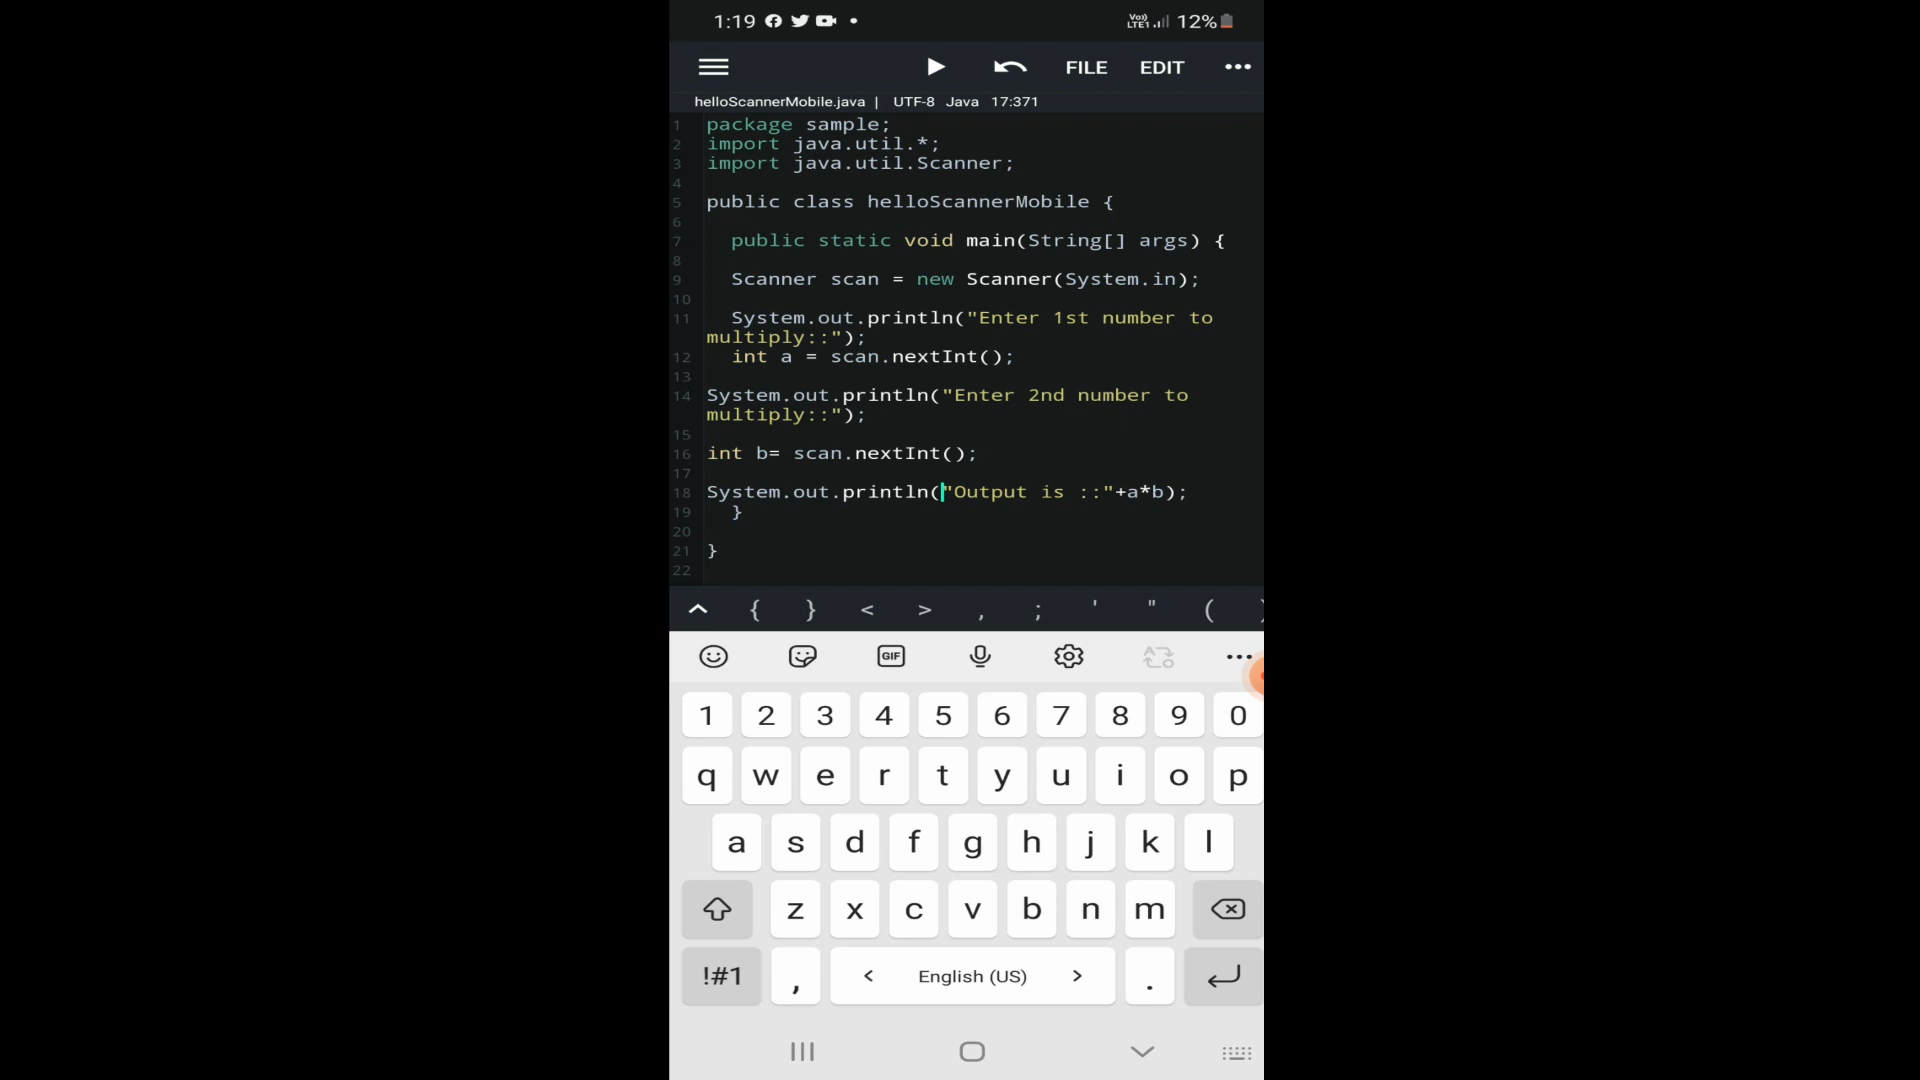 1:19 Vo)) LTE1 12%
FILE EDIT
helloScannerMobile.java | UTF-8 Java 17:371
1 package sample;
2 import java.util.*;
3 import java.util.Scanner;
4
5 public class helloScannerMobile {
6
7 public static void main(String[] args) {
8
9 Scanner scan = new Scanner(System.in);
10
11 System.out.println("Enter 1st number to
multiply::");
12 int a = scan.nextInt();
13
14 System.out.println("Enter 2nd number to
multiply::");
15
16 int b= scan.nextInt();
17
18 System.out.println("Output is ::"+a*b);
19 }
20
21 }
22
{ } < > , ; ' " ( )
GIF
1 2 3 4 5 6 7 8 9 0
q w e r t y u i o p
a s d f g h j k l
z x c v b n m
!#1 , < English (US) > .